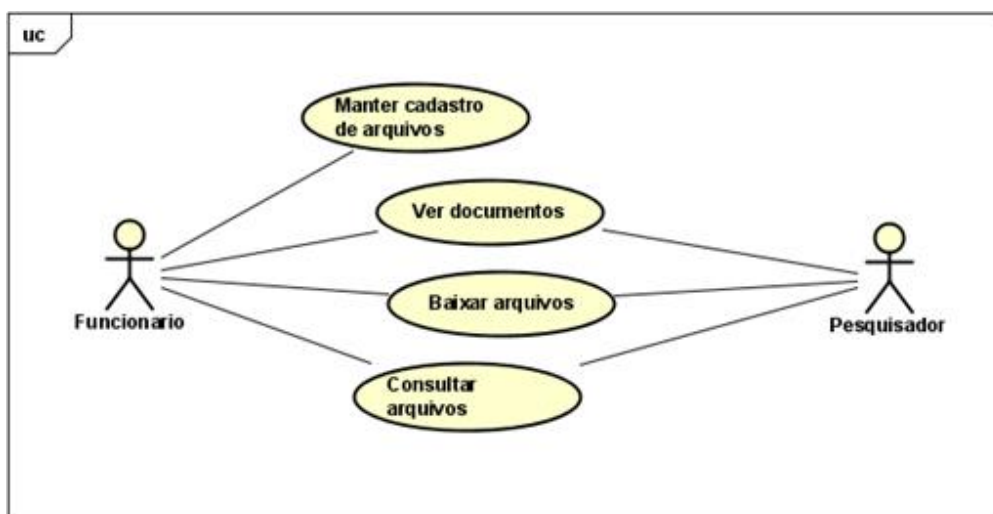 uc
Manter cadastro
de arquivos
Ver documentos
Baixar arquivos
Funcionario
Pesquisador
Consultar
arquivos